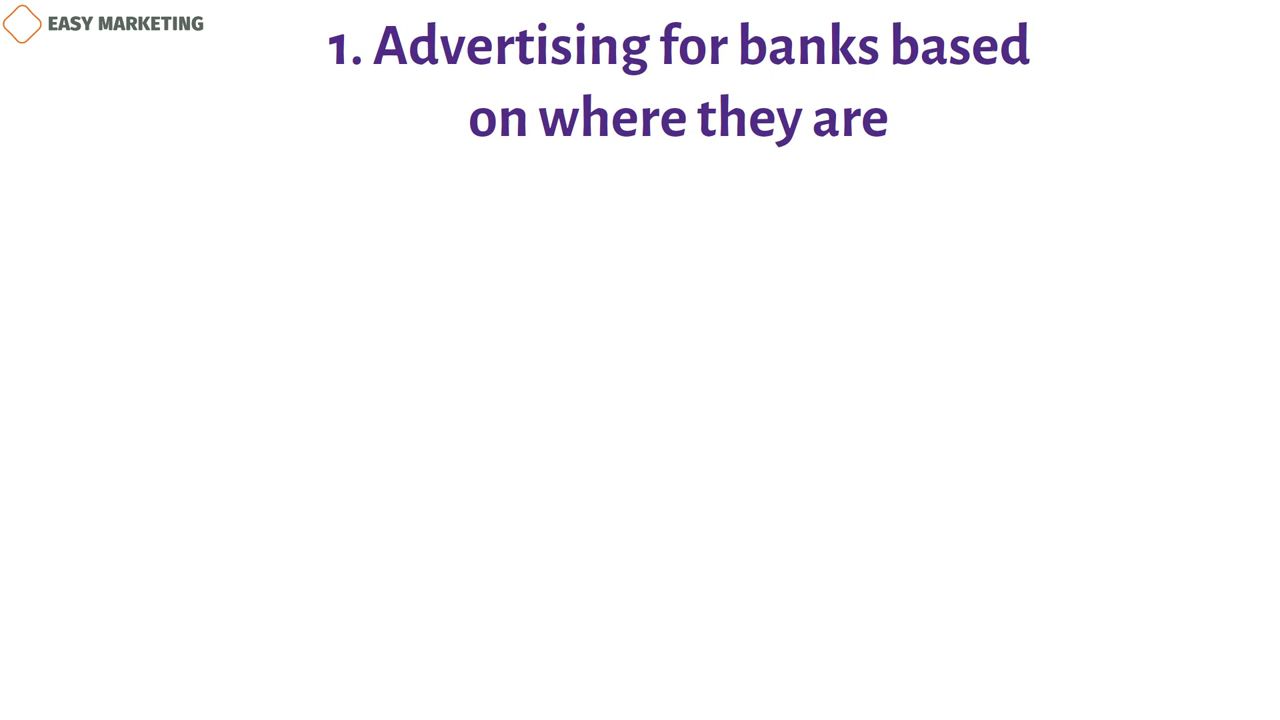 EASY MARKETING
1. Advertising for banks based
on where they are